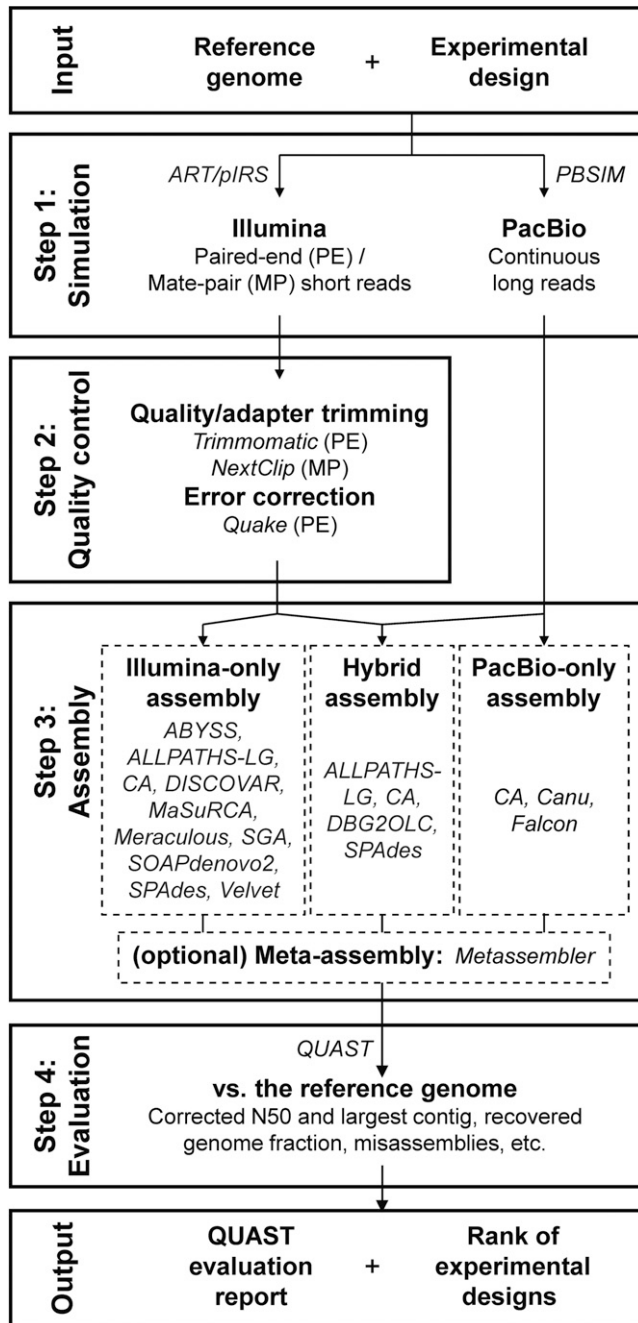 Input
Reference
genome
+
Experimental
design
Step 1:
Simulation
ART/pIRS
PBSIM
Illumina
Paired-end (PE) /
Mate-pair (MP) short reads
PacBio
Continuous
long reads
Step 2:
Quality control
Quality/adapter trimming
Trimmomatic (PE)
NextClip (MP)
Error correction
Quake (PE)
Step 3:
Assembly
Illumina-only
assembly
ABYSS,
ALLPATHS-LG,
CA, DISCOVAR,
MaSuRCA,
Meraculous, SGA,
SOAPdenovo2,
SPAdes, Velvet
Hybrid
assembly
ALLPATHS-
LG, CA,
DBG2OLC,
SPAdes
PacBio-only
assembly
CA, Canu,
Falcon
(optional) Meta-assembly: Metassembler
Step 4:
Evaluation
QUAST
vs. the reference genome
Corrected N50 and largest contig, recovered
genome fraction, misassemblies, etc.
Output
QUAST
evaluation
report
+
Rank of
experimental
designs